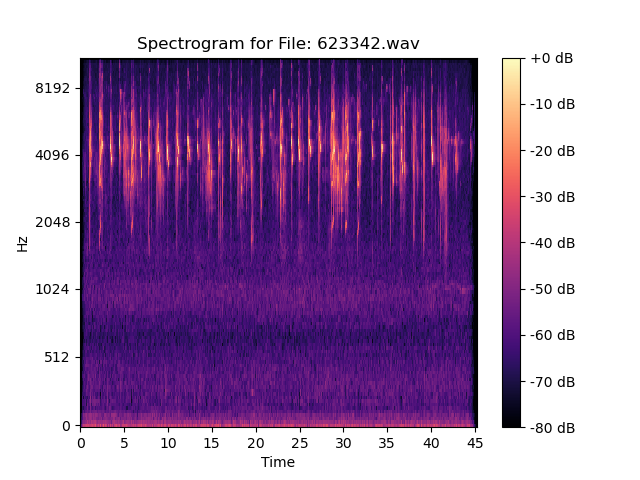 Spectrogram for File: 623342.wav
Hz
8192
4096
2048
1024
512
0
0 5 10 15 20 25 30 35 40 45
Time
+0 dB
-10 dB
-20 dB
-30 dB
-40 dB
-50 dB
-60 dB
-70 dB
-80 dB